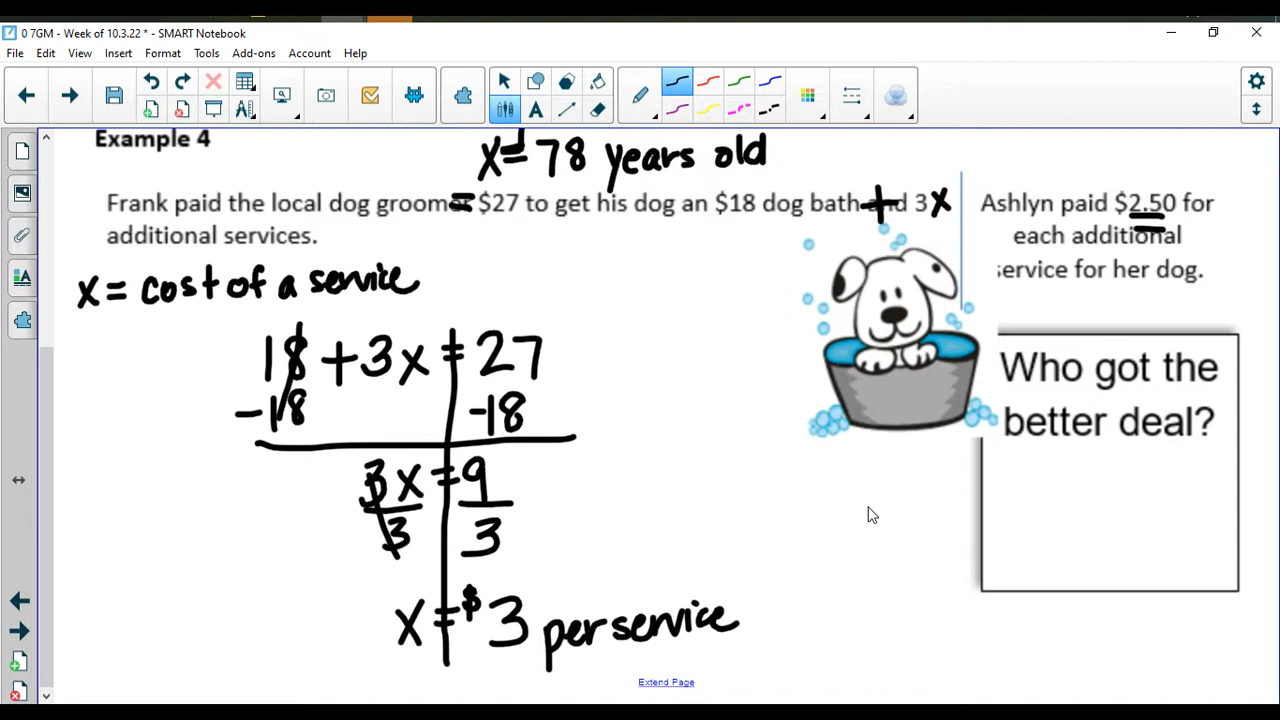 0 7GM - Week of 10.3.22 * - SMART Notebook
File Edit View Insert Format Tools Add-ons Account Help
Example 4
x = 78 years old
Frank paid the local dog groomer = $27 to get his dog an $18 dog bath and + 3 x
additional services.
Ashlyn paid $2.50 for
each additional
service for her dog.
x = cost of a service
18 + 3x = 27
-18 -18
3x = 9
3 3
x = $3 per service
Who got the
better deal?
Extend Page